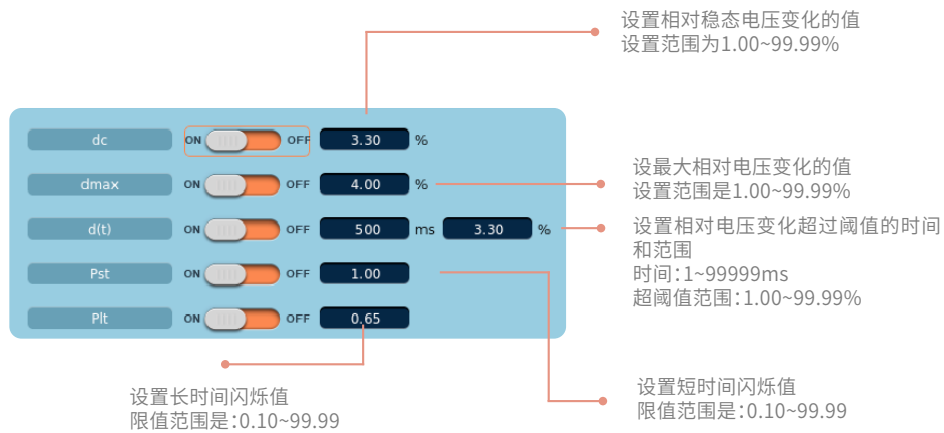 设置相对稳态电压变化的值
设置范围为1.00~99.99%
dc ON OFF 3.30 %
dmax ON OFF 4.00 %
d(t) ON OFF 500 ms 3.30 %
Pst ON OFF 1.00
Plt ON OFF 0.65
设最大相对电压变化的值
设置范围是1.00~99.99%
设置相对电压变化超过阈值的时间
和范围
时间：1~99999ms
超阈值范围：1.00~99.99%
设置长时间闪烁值
限值范围是：0.10~99.99
设置短时间闪烁值
限值范围是：0.10~99.99